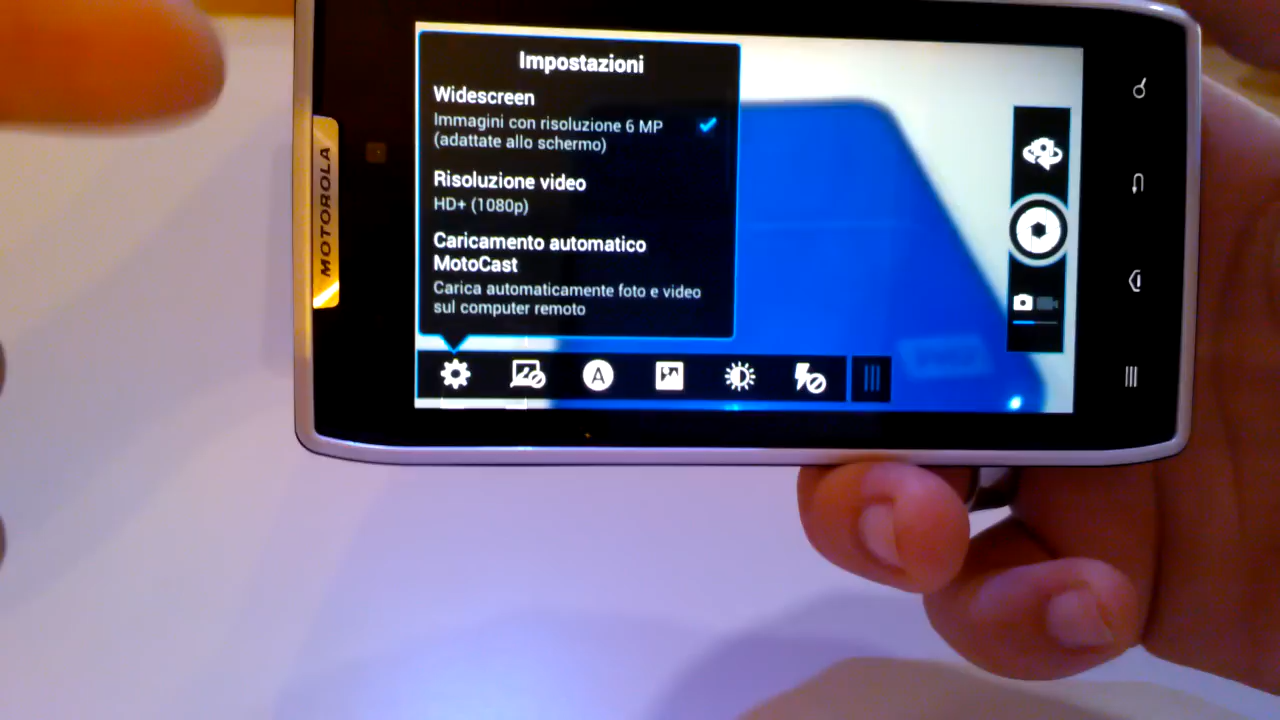 MOTOROLA
Impostazioni
Widescreen
Immagini con risoluzione 6 MP
(adattate allo schermo)
Risoluzione video
HD+ (1080p)
Caricamento automatico
MotoCast
Carica automaticamente foto e video
sul computer remoto
A